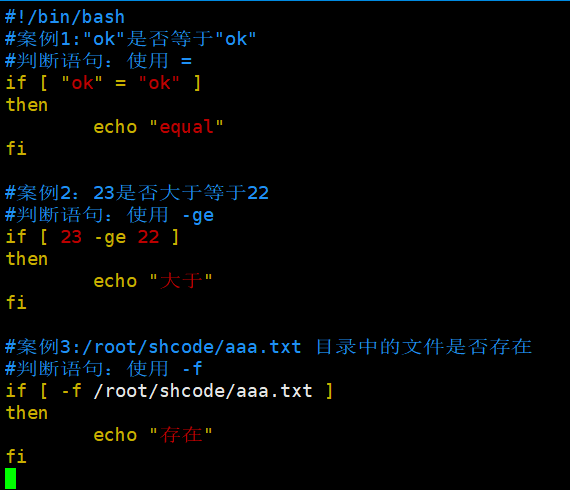 #!/bin/bash
#案例1:"ok"是否等于"ok"
#判断语句：使用 =
if [ "ok" = "ok" ]
then
        echo "equal"
fi

#案例2：23是否大于等于22
#判断语句：使用 -ge
if [ 23 -ge 22 ]
then
        echo "大于"
fi

#案例3:/root/shcode/aaa.txt 目录中的文件是否存在
#判断语句：使用 -f
if [ -f /root/shcode/aaa.txt ]
then
        echo "存在"
fi